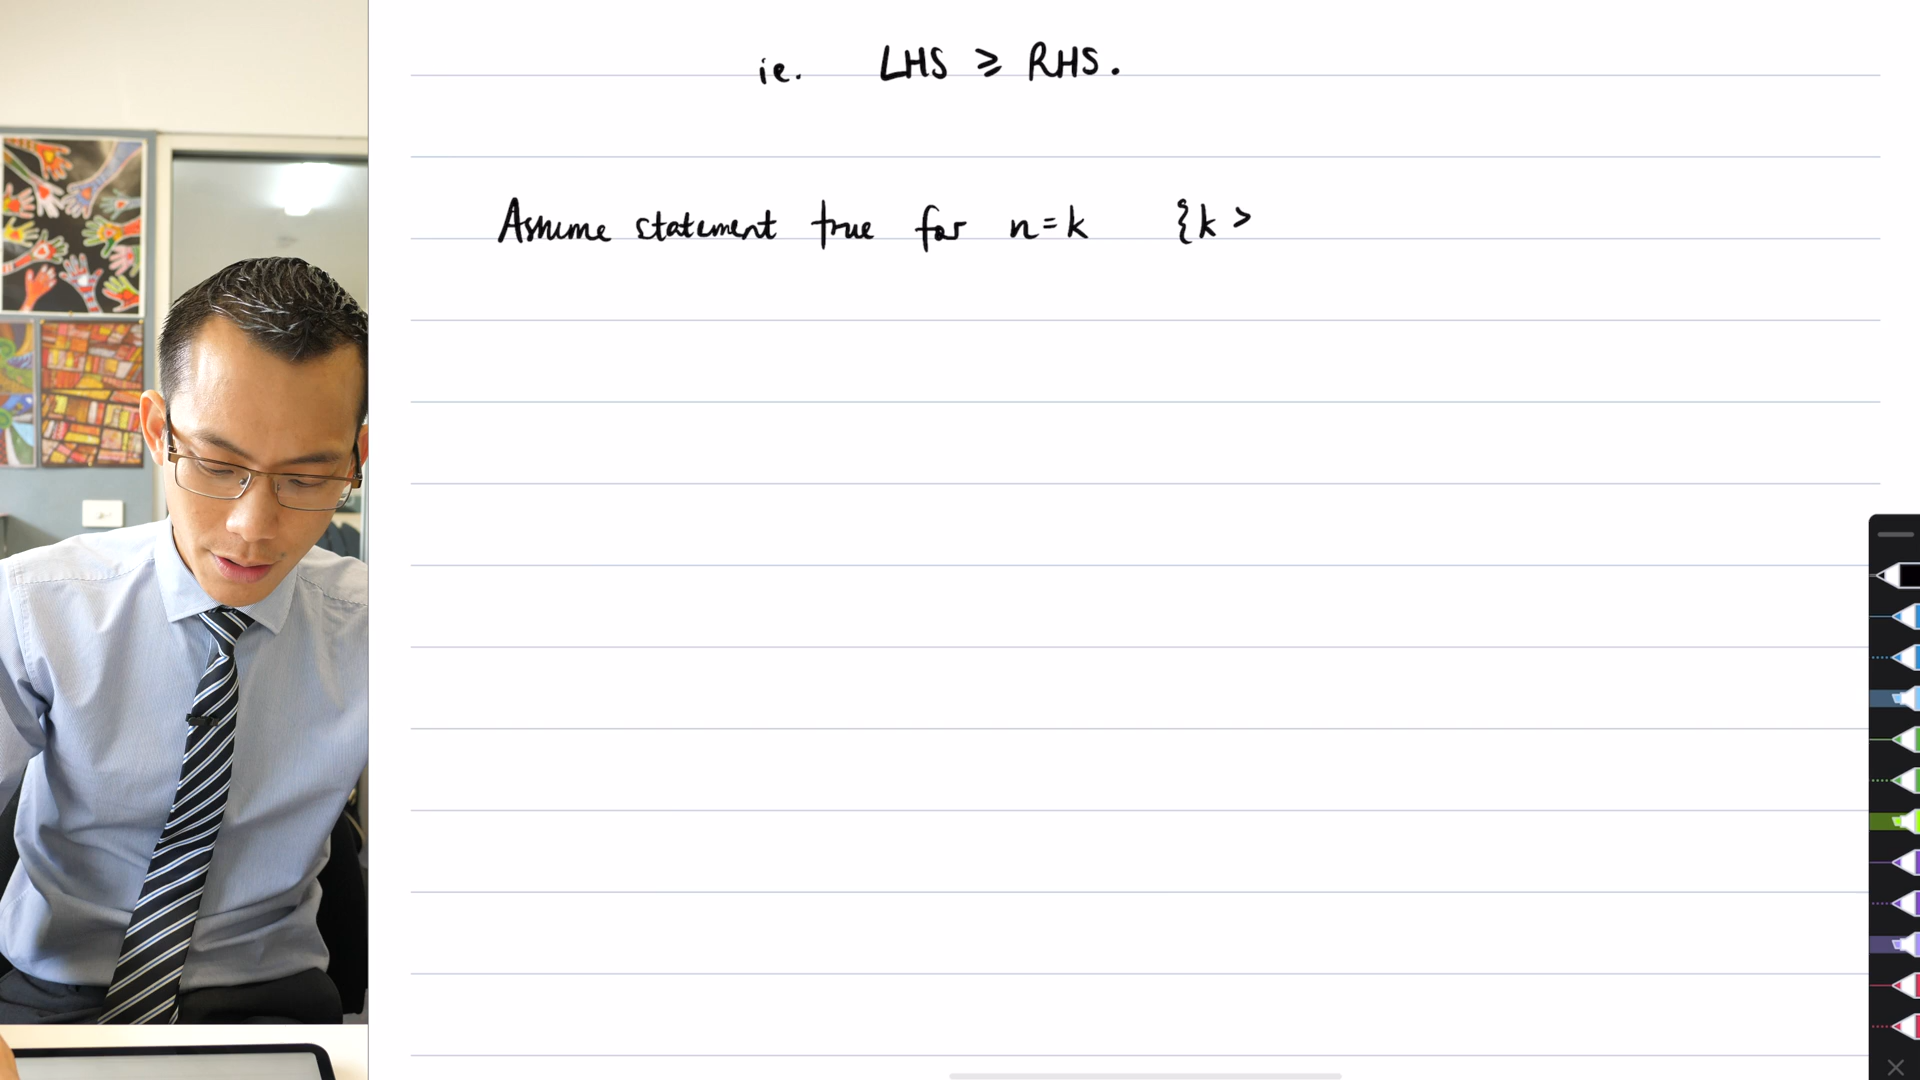 ie. LHS ⩾ RHS.
Assume statement true for n=k {k >